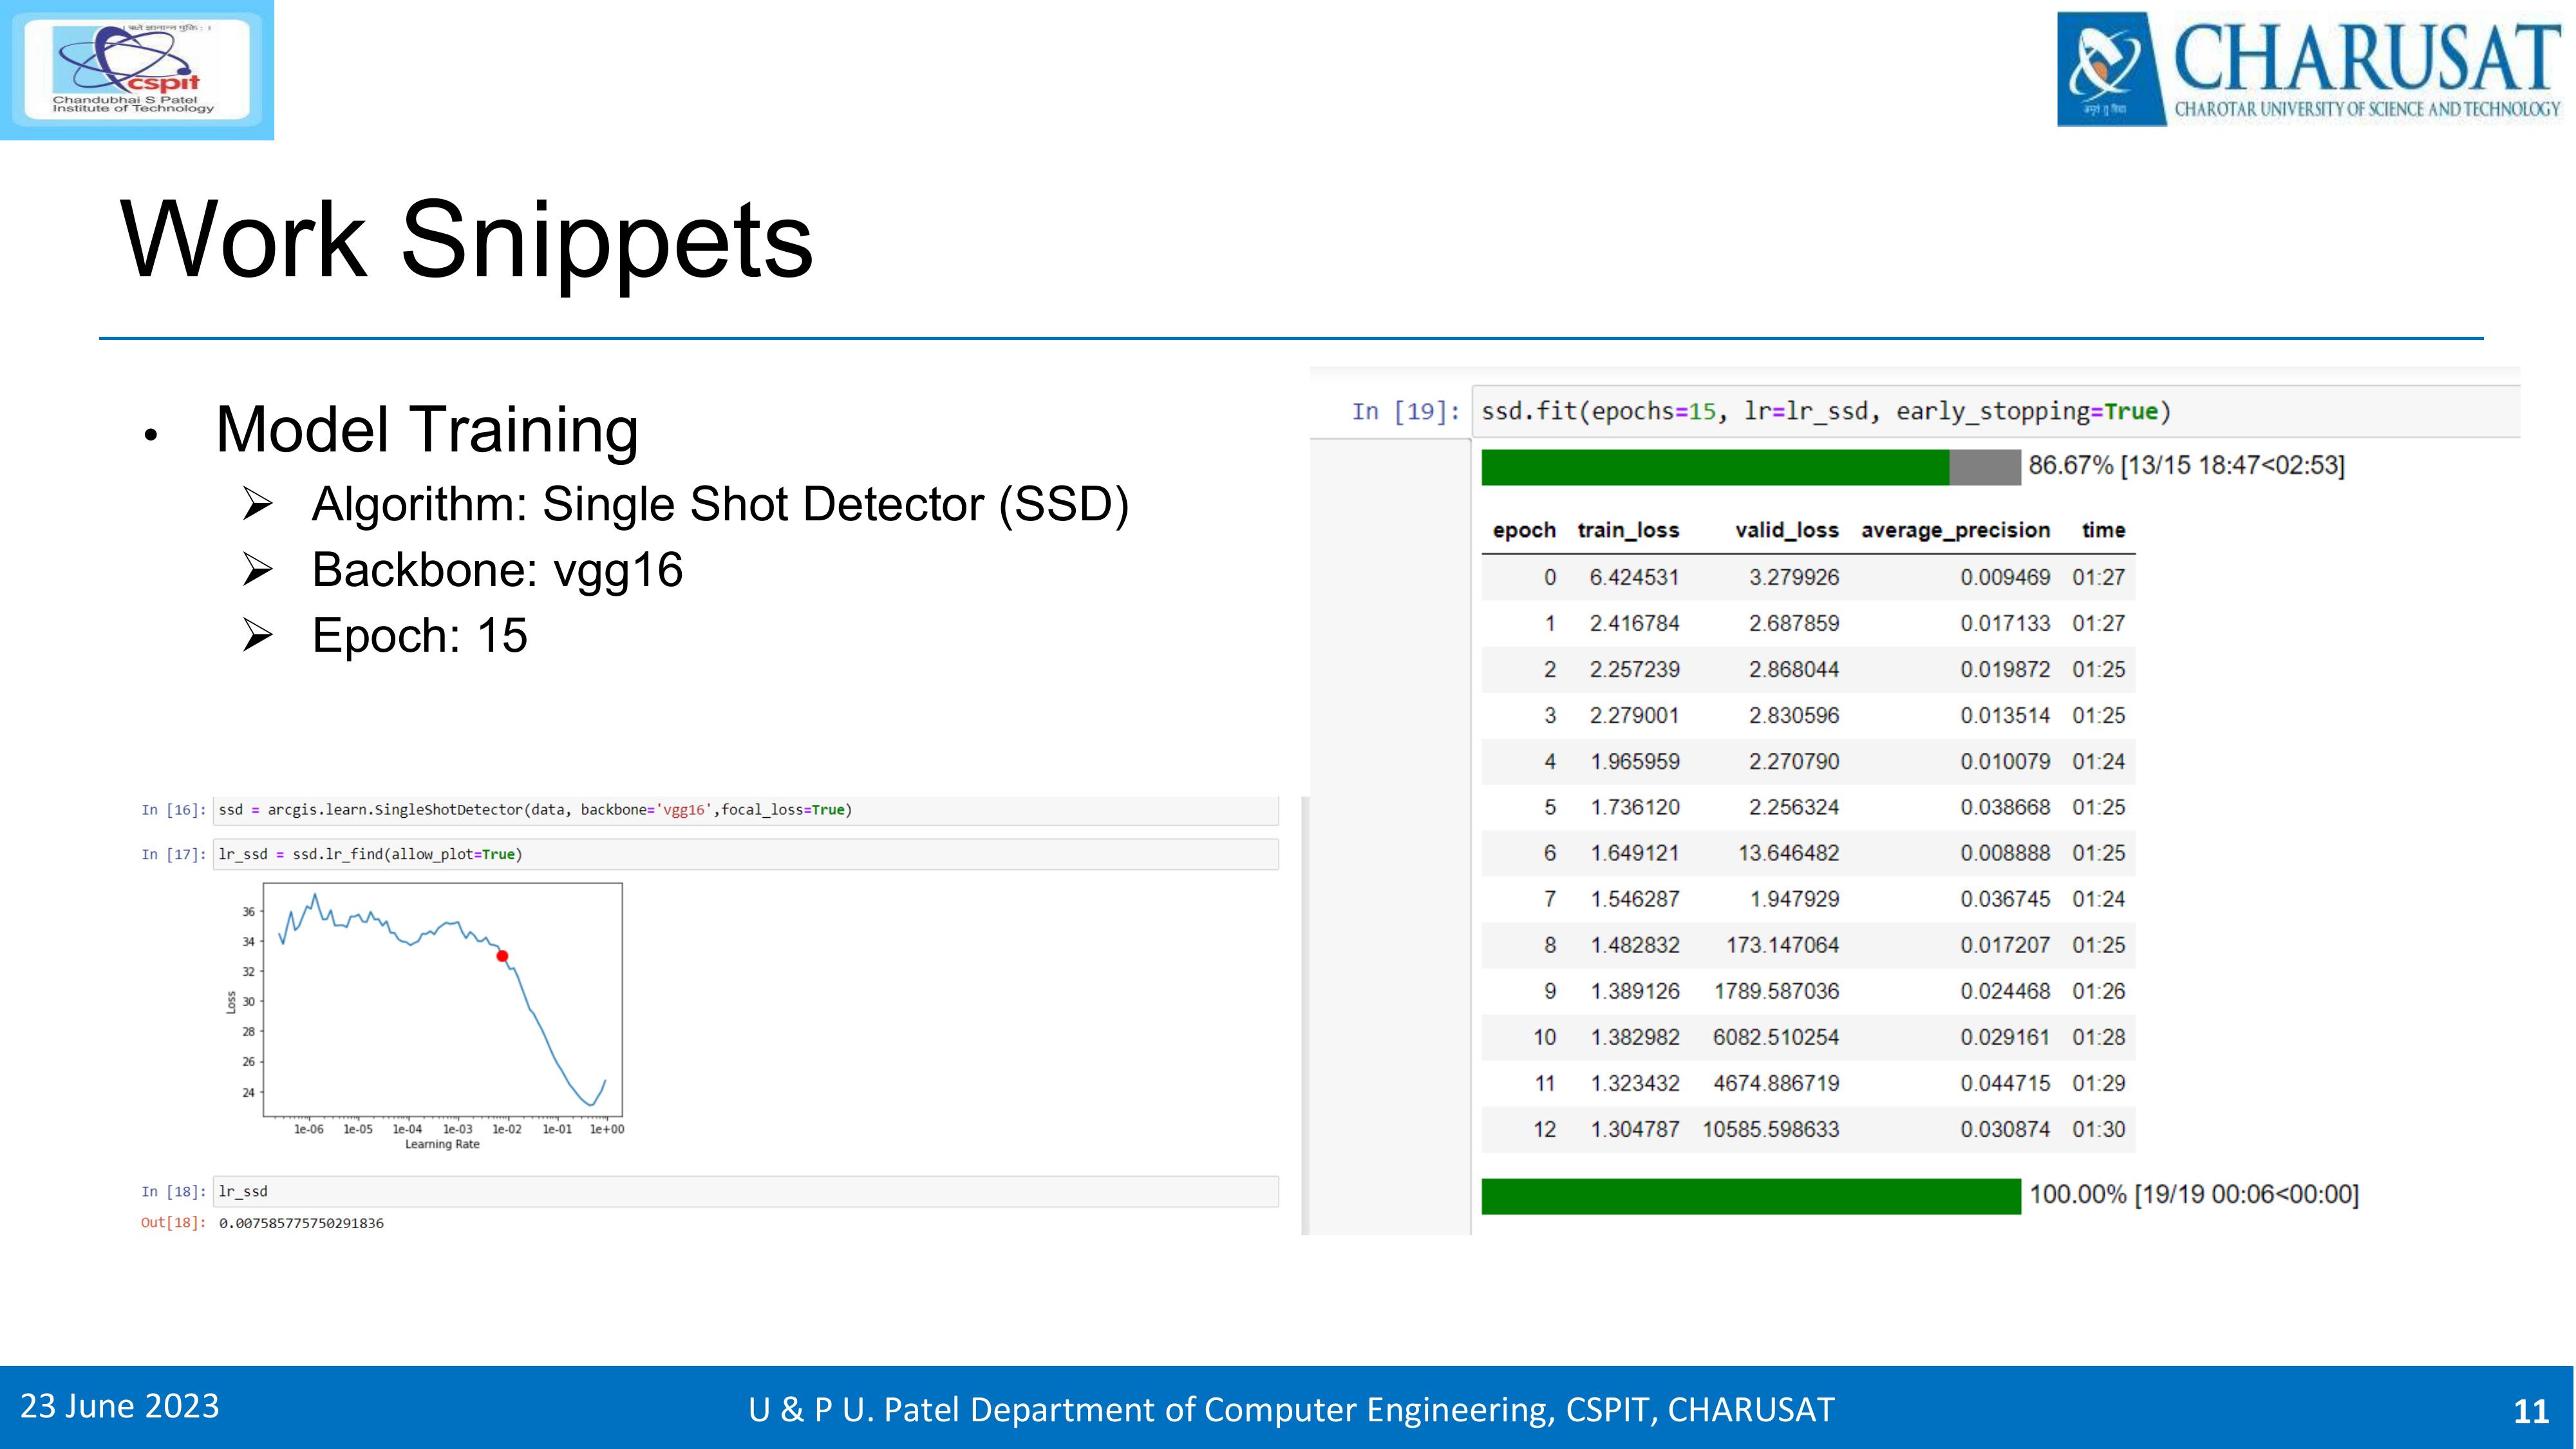 cspit
Chandubhai S Patel
Institute of Technology
CHARUSAT
CHAROTAR UNIVERSITY OF SCIENCE AND TECHNOLOGY
Work Snippets
• Model Training
➢ Algorithm: Single Shot Detector (SSD)
➢ Backbone: vgg16
➢ Epoch: 15
In [16]: ssd = arcgis.learn.SingleShotDetector(data, backbone='vgg16',focal_loss=True)
In [17]: lr_ssd = ssd.lr_find(allow_plot=True)
36
34
32
30
28
26
24
Loss
1e-06 1e-05 1e-04 1e-03 1e-02 1e-01 1e+00
Learning Rate
In [18]: lr_ssd
Out[18]: 0.007585775750291836
In [19]: ssd.fit(epochs=15, lr=lr_ssd, early_stopping=True)
86.67% [13/15 18:47<02:53]
epoch train_loss valid_loss average_precision time
0 6.424531 3.279926 0.009469 01:27
1 2.416784 2.687859 0.017133 01:27
2 2.257239 2.868044 0.019872 01:25
3 2.279001 2.830596 0.013514 01:25
4 1.965959 2.270790 0.010079 01:24
5 1.736120 2.256324 0.038668 01:25
6 1.649121 13.646482 0.008888 01:25
7 1.546287 1.947929 0.036745 01:24
8 1.482832 173.147064 0.017207 01:25
9 1.389126 1789.587036 0.024468 01:26
10 1.382982 6082.510254 0.029161 01:28
11 1.323432 4674.886719 0.044715 01:29
12 1.304787 10585.598633 0.030874 01:30
100.00% [19/19 00:06<00:00]
23 June 2023
U & P U. Patel Department of Computer Engineering, CSPIT, CHARUSAT
11